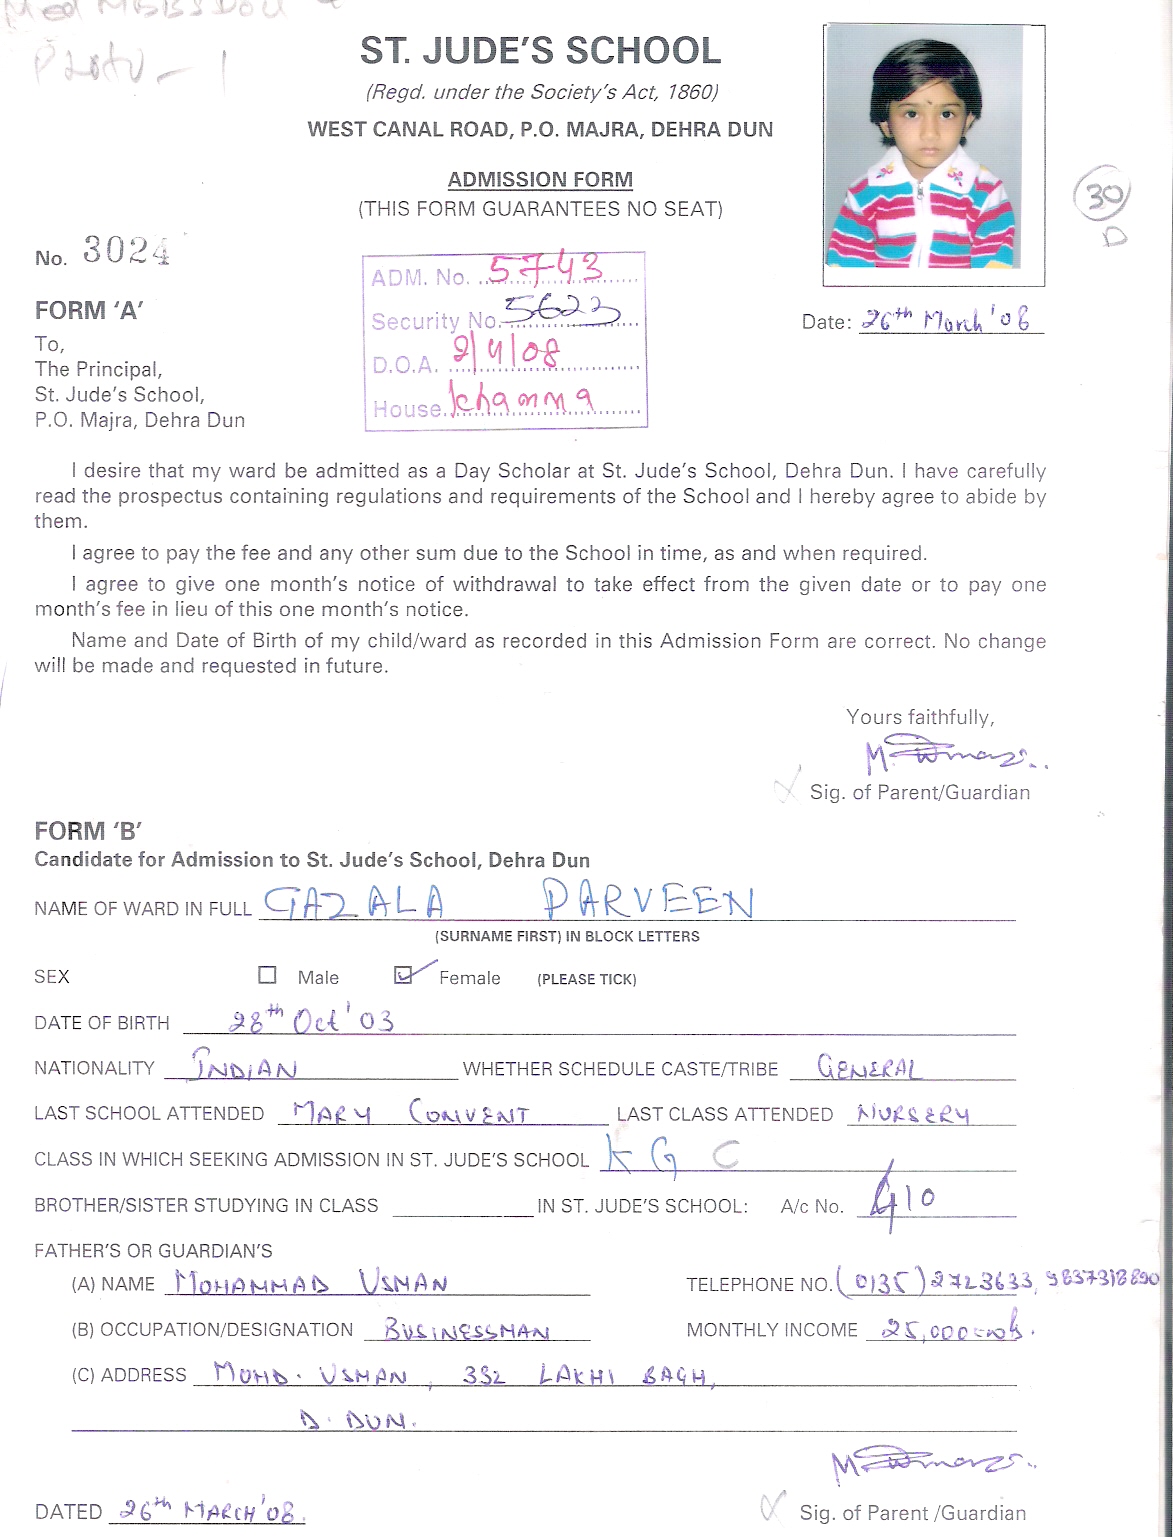 ST. JUDE'S SCHOOL
(Regd. under the Society's Act, 1860)
WEST CANAL ROAD, P.O. MAJRA, DEHRA DUN
ADMISSION FORM
(THIS FORM GUARANTEES NO SEAT)
30
D
No. 3024
ADM. No. 5743
Security No. 5623
D.O.A. 2/4/08
House
FORM 'A'
Date: 26th March '08
To,
The Principal,
St. Jude's School,
P.O. Majra, Dehra Dun
I desire that my ward be admitted as a Day Scholar at St. Jude's School, Dehra Dun. I have carefully
read the prospectus containing regulations and requirements of the School and I hereby agree to abide by
them.
I agree to pay the fee and any other sum due to the School in time, as and when required.
I agree to give one month's notice of withdrawal to take effect from the given date or to pay one
month's fee in lieu of this one month's notice.
Name and Date of Birth of my child/ward as recorded in this Admission Form are correct. No change
will be made and requested in future.
Yours faithfully,
Sig. of Parent/Guardian
FORM 'B'
Candidate for Admission to St. Jude's School, Dehra Dun
NAME OF WARD IN FULL GAZALA PARVEEN
(SURNAME FIRST) IN BLOCK LETTERS
SEX Male Female (PLEASE TICK)
DATE OF BIRTH 28th Oct '03
NATIONALITY INDIAN WHETHER SCHEDULE CASTE/TRIBE GENERAL
LAST SCHOOL ATTENDED MARY CONVENT LAST CLASS ATTENDED NURSERY
CLASS IN WHICH SEEKING ADMISSION IN ST. JUDE'S SCHOOL KG C
BROTHER/SISTER STUDYING IN CLASS IN ST. JUDE'S SCHOOL: A/c No. G10
FATHER'S OR GUARDIAN'S
(A) NAME MOHAMMAD USMAN TELEPHONE NO. (0135) 2723633, 9837318890
(B) OCCUPATION/DESIGNATION BUSINESSMAN MONTHLY INCOME 25,000
(C) ADDRESS MOHD. USMAN, 332 LAKHI BAGH,
D. DUN.
DATED 26th MARCH '08.
Sig. of Parent /Guardian